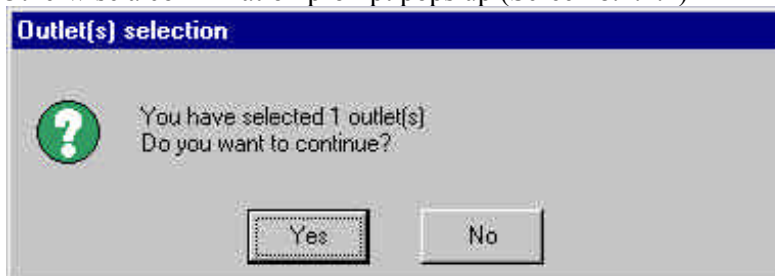 Outlet(s) selection
You have selected 1 outlet(s)
Do you want to continue?
Yes
No